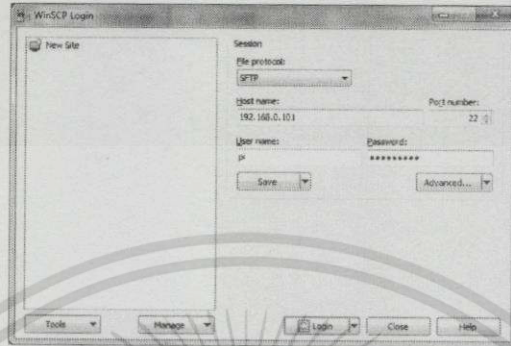 WinSCP Login
New Site
Session
File protocol:
SFTP
Host name:
Port number:
192.168.0.101
22
User name:
Password:
pi
*********
Save
Advanced...
Tools
Manage
Login
Close
Help